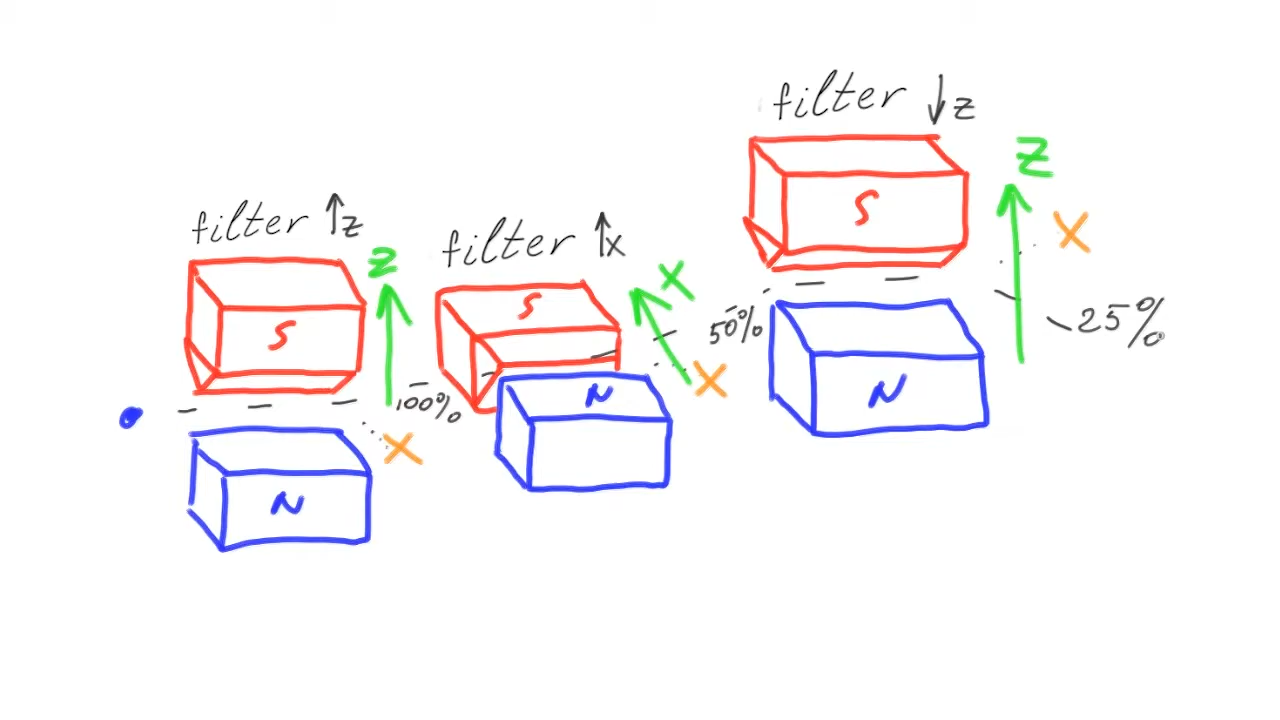 filter ↑z
S
N
Z
X
100%
filter ↑x
S
N
X
X
50%
filter ↓z
S
N
Z
X
25%